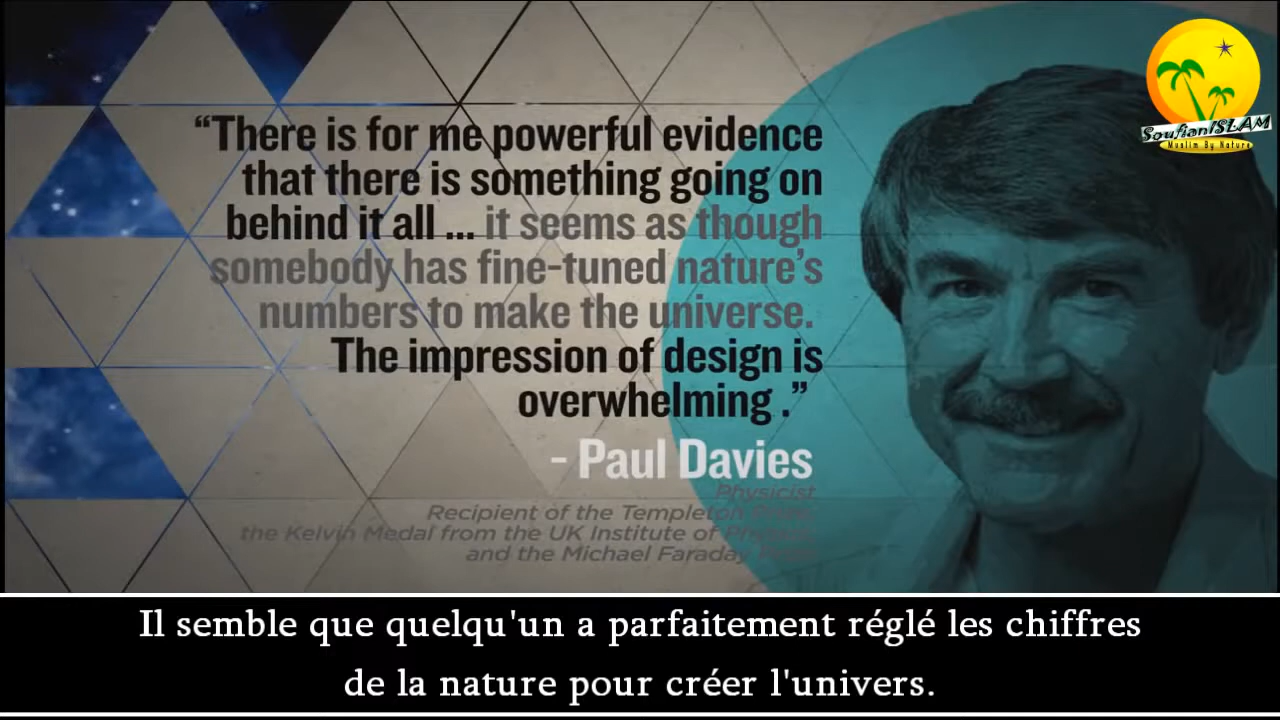 SoufianISLAM
Muslim By Nature
“There is for me powerful evidence
that there is something going on
behind it all ... it seems as though
somebody has fine-tuned nature’s
numbers to make the universe.
The impression of design is
overwhelming .”
- Paul Davies
Physicist
Recipient of the Templeton
the Kelvin Medal from the UK Institute of
and the Michael Faraday
Il semble que quelqu'un a parfaitement réglé les chiffres
de la nature pour créer l'univers.